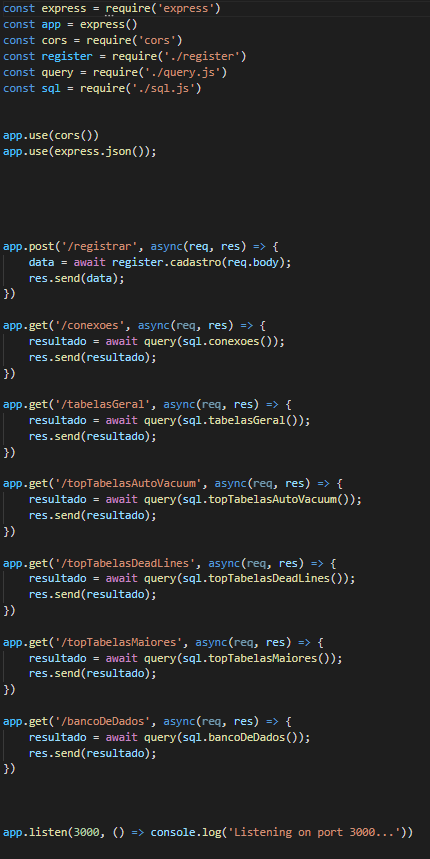 const express = require('express')
const app = express()
const cors = require('cors')
const register = require('./register')
const query = require('./query.js')
const sql = require('./sql.js')
app.use(cors())
app.use(express.json());
app.post('/registrar', async(req, res) => {
    data = await register.cadastro(req.body);
    res.send(data);
})
app.get('/conexoes', async(req, res) => {
    resultado = await query(sql.conexoes());
    res.send(resultado);
})
app.get('/tabelasGeral', async(req, res) => {
    resultado = await query(sql.tabelasGeral());
    res.send(resultado);
})
app.get('/topTabelasAutoVacuum', async(req, res) => {
    resultado = await query(sql.topTabelasAutoVacuum());
    res.send(resultado);
})
app.get('/topTabelasDeadLines', async(req, res) => {
    resultado = await query(sql.topTabelasDeadLines());
    res.send(resultado);
})
app.get('/topTabelasMaiores', async(req, res) => {
    resultado = await query(sql.topTabelasMaiores());
    res.send(resultado);
})
app.get('/bancoDeDados', async(req, res) => {
    resultado = await query(sql.bancoDeDados());
    res.send(resultado);
})
app.listen(3000, () => console.log('Listening on port 3000...'))